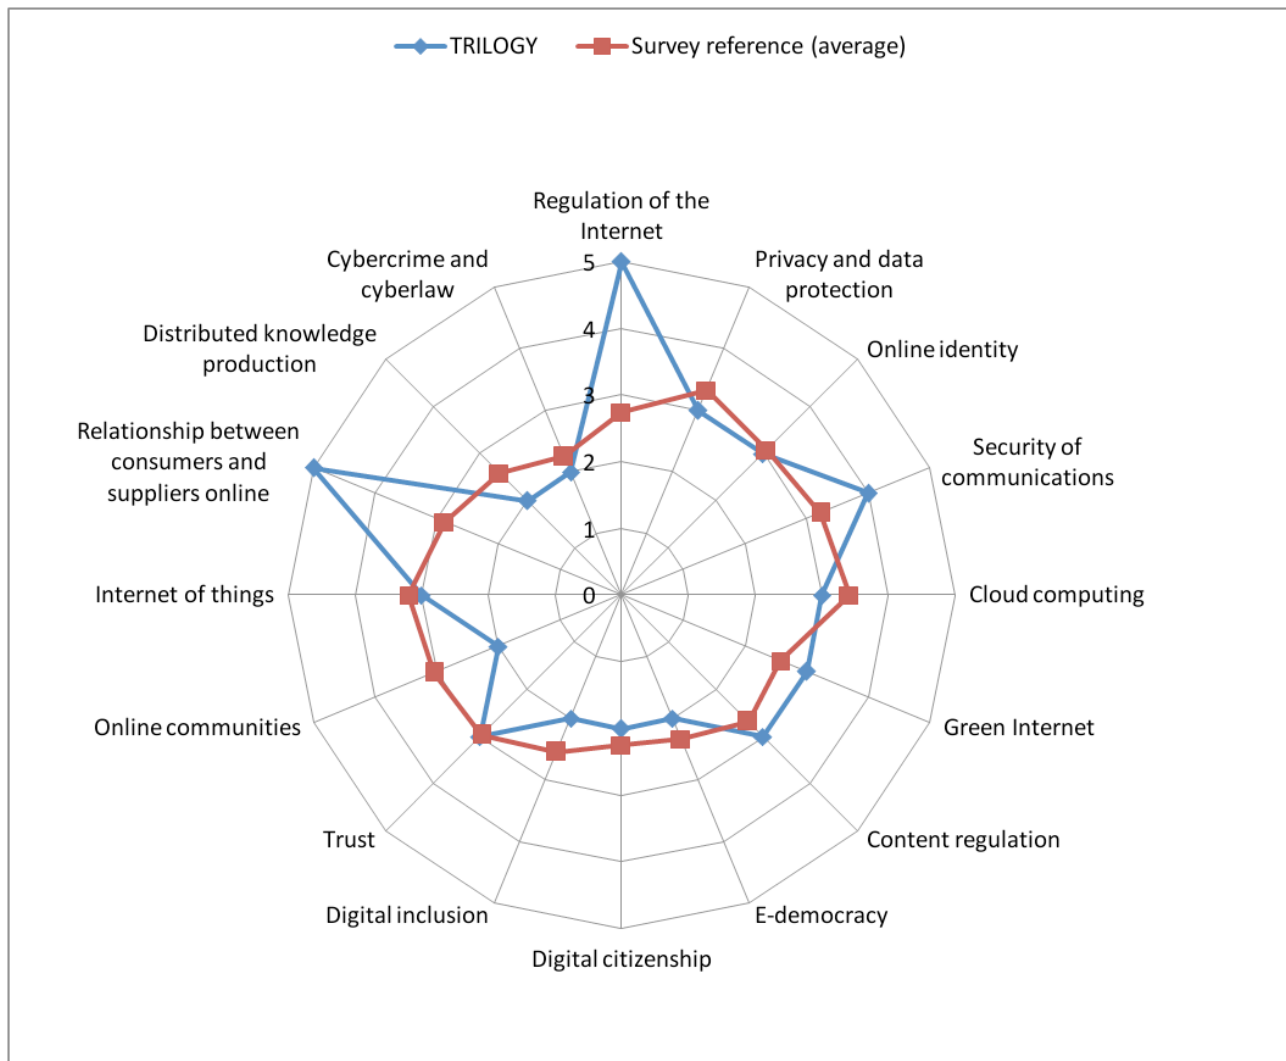 TRILOGY
Survey reference (average)
Regulation of the
Internet
Privacy and data
protection
Online identity
Security of
communications
Cloud computing
Green Internet
Content regulation
E-democracy
Digital citizenship
Digital inclusion
Trust
Online communities
Internet of things
Relationship between
consumers and
suppliers online
Distributed knowledge
production
Cybercrime and
cyberlaw
5
4
3
2
1
0